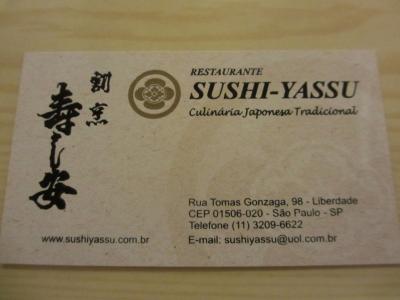 割烹
寿し安
RESTAURANTE
SUSHI-YASSU
Culinária Japonesa Tradicional
Rua Tomas Gonzaga, 98 - Liberdade
CEP 01506-020 - São Paulo - SP
Telefone (11) 3209-6622
www.sushiyassu.com.br
E-mail: sushiyassu@uol.com.br